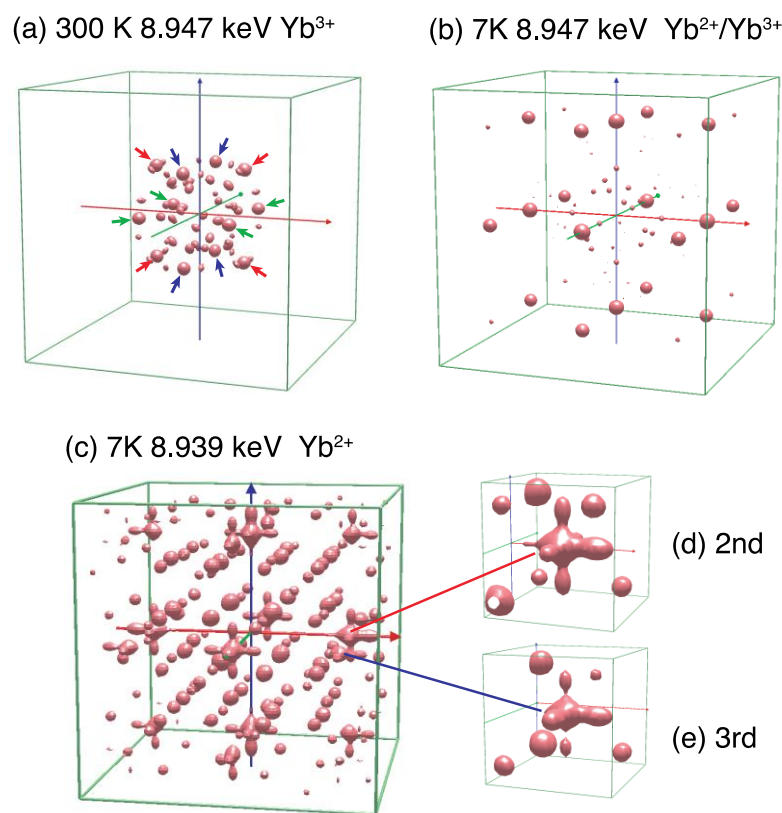 (a) 300 K 8.947 keV Yb³⁺
(b) 7K 8.947 keV Yb²⁺/Yb³⁺
(c) 7K 8.939 keV Yb²⁺
(d) 2nd
(e) 3rd